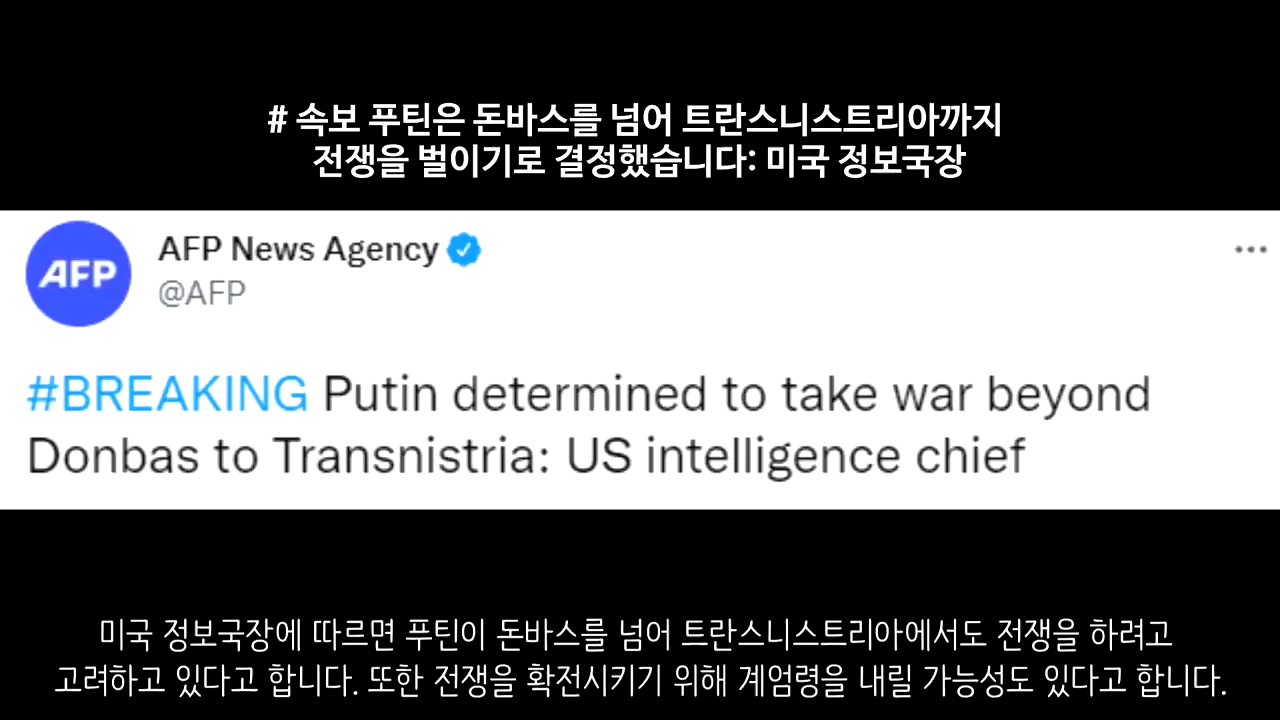 # 속보 푸틴은 돈바스를 넘어 트란스니스트리아까지
전쟁을 벌이기로 결정했습니다: 미국 정보국장
AFP
AFP News Agency
@AFP
#BREAKING Putin determined to take war beyond
Donbas to Transnistria: US intelligence chief
미국 정보국장에 따르면 푸틴이 돈바스를 넘어 트란스니스트리아에서도 전쟁을 하려고
고려하고 있다고 합니다. 또한 전쟁을 확전시키기 위해 계엄령을 내릴 가능성도 있다고 합니다.